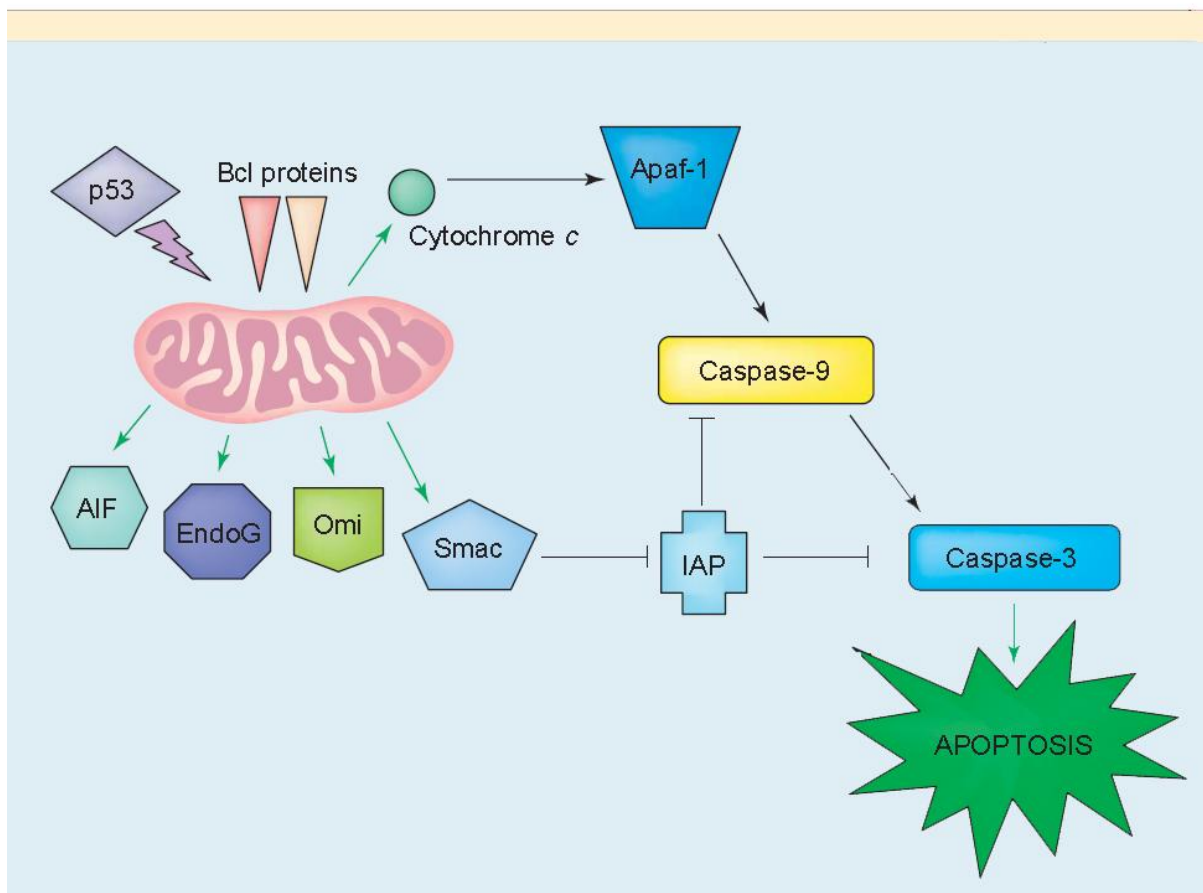 p53
Bcl proteins
Cytochrome c
Apaf-1
Caspase-9
AIF
EndoG
Omi
Smac
IAP
Caspase-3
APOPTOSIS